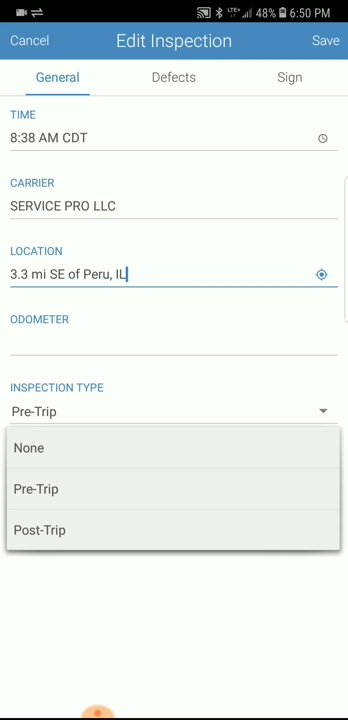 LTE+ 48% 6:50 PM
Cancel Edit Inspection Save
General Defects Sign
TIME
8:38 AM CDT
CARRIER
SERVICE PRO LLC
LOCATION
3.3 mi SE of Peru, IL
ODOMETER
INSPECTION TYPE
Pre-Trip
None
Pre-Trip
Post-Trip